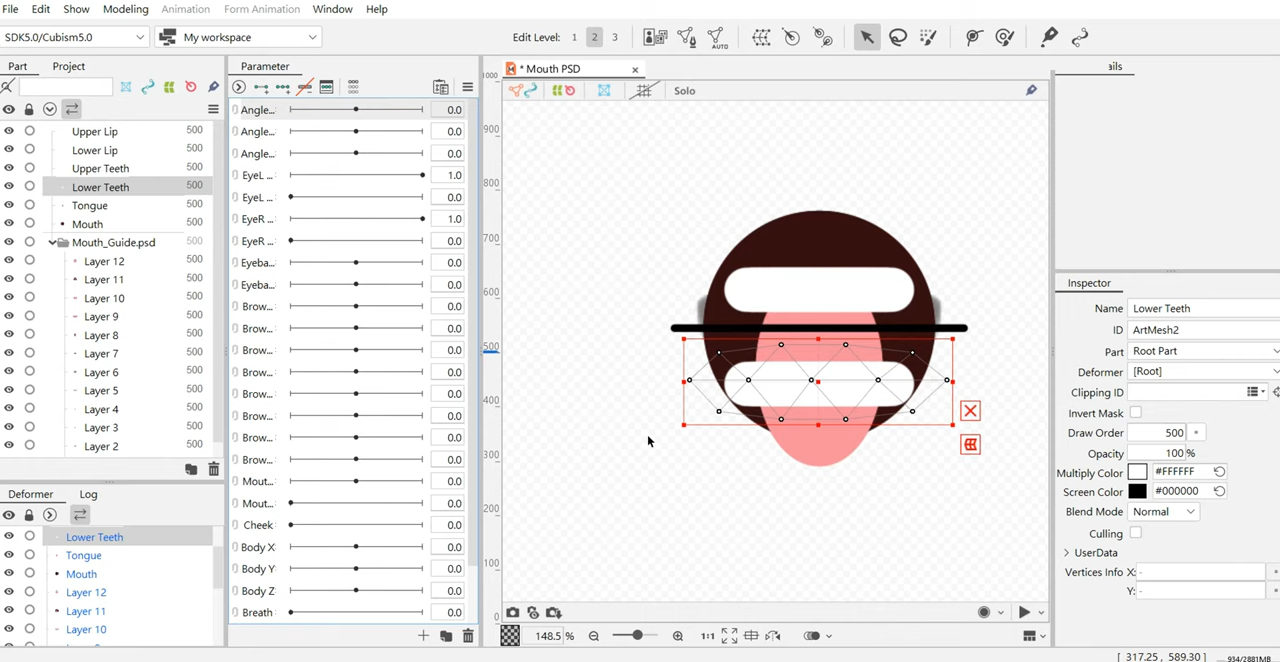 File Edit Show Modeling Animation Form Animation Window Help
SDK5.0/Cubism5.0 My workspace Edit Level: 1 2 3 AUTO
Part Project
Upper Lip 500
Lower Lip 500
Upper Teeth 500
Lower Teeth 500
Tongue 500
Mouth 500
Mouth_Guide.psd 500
Layer 12 500
Layer 11 500
Layer 10 500
Layer 9 500
Layer 8 500
Layer 7 500
Layer 6 500
Layer 5 500
Layer 4 500
Layer 3 500
Layer 2 500
Deformer Log
Lower Teeth
Tongue
Mouth
Layer 12
Layer 11
Layer 10
Parameter
Angle... 0.0
Angle... 0.0
Angle... 0.0
EyeL ... 1.0
EyeL ... 0.0
EyeR ... 1.0
EyeR ... 0.0
Eyeba... 0.0
Eyeba... 0.0
Brow... 0.0
Brow... 0.0
Brow... 0.0
Brow... 0.0
Brow... 0.0
Brow... 0.0
Brow... 0.0
Brow... 0.0
Mout... 0.0
Mout... 0.0
Cheek 0.0
Body X 0.0
Body Y 0.0
Body Z 0.0
Breath 0.0
* Mouth PSD
Solo
1000
900
800
700
600
500
400
300
200
100
0
148.5 % 1:1
ails
Inspector
Name Lower Teeth
ID ArtMesh2
Part Root Part
Deformer [Root]
Clipping ID
Invert Mask
Draw Order 500
Opacity 100 %
Multiply Color #FFFFFF
Screen Color #000000
Blend Mode Normal
Culling
UserData
Vertices Info X: -
Y: -
[ 317.25, 589.30] 934/2881MB